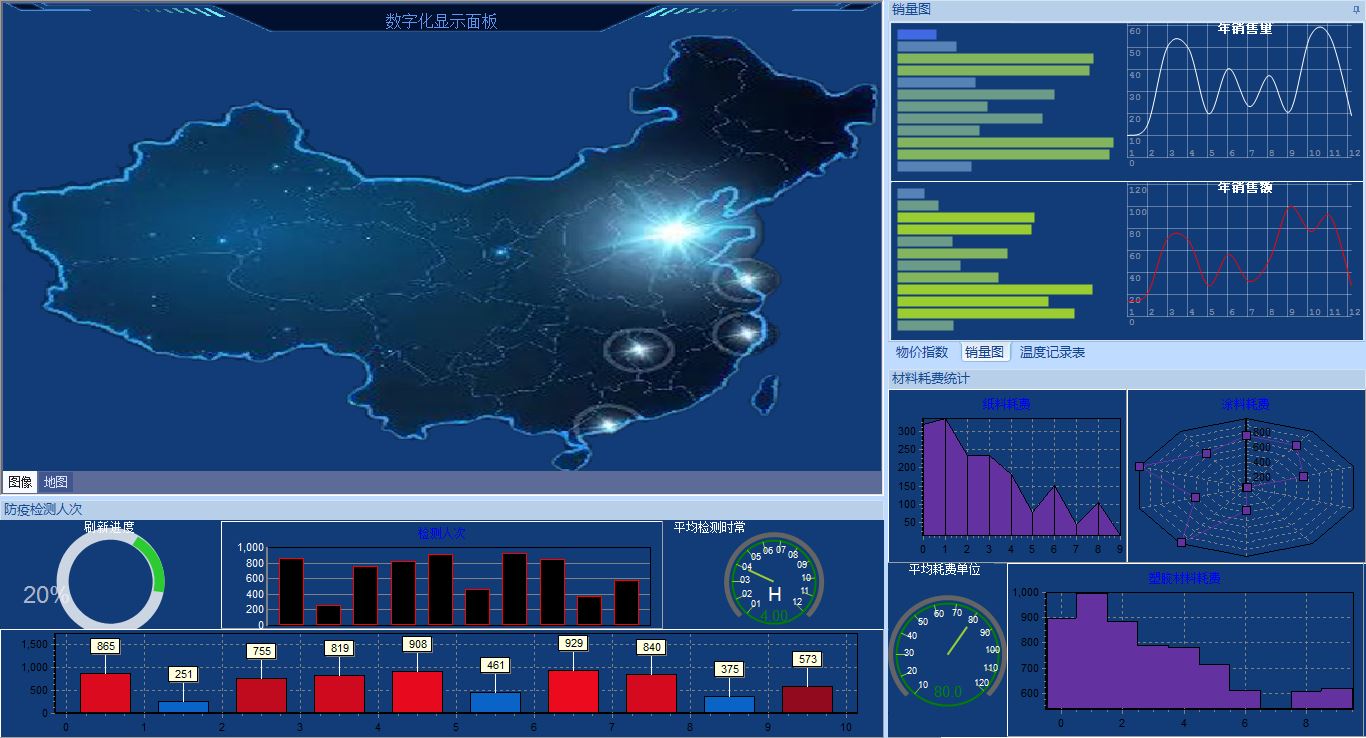 数字化显示面板
图像 地图
防疫检测人次
刷新进度
20%
检测人次
1,000
800
600
400
200
0
平均检测时常
01 02 03 04 05 06 07 08 09 10 11 12
H
4.00
1,500
1,000
500
0
865 251 755 819 908 461 929 840 375 573
0 1 2 3 4 5 6 7 8 9 10
销量图
年销售量
60
50
40
30
20
10
0
1 2 3 4 5 6 7 8 9 10 11 12
年销售额
120
100
80
60
40
20
0
1 2 3 4 5 6 7 8 9 10 11 12
物价指数 销量图 温度记录表
材料耗费统计
纸料耗费
300
250
200
150
100
50
0 1 2 3 4 5 6 7 8 9
涂料耗费
800
600
400
200
平均耗费单位
10 20 30 40 50 60 70 80 90 100 110 120
80.0
塑胶材料耗费
1,000
900
800
700
600
0 2 4 6 8